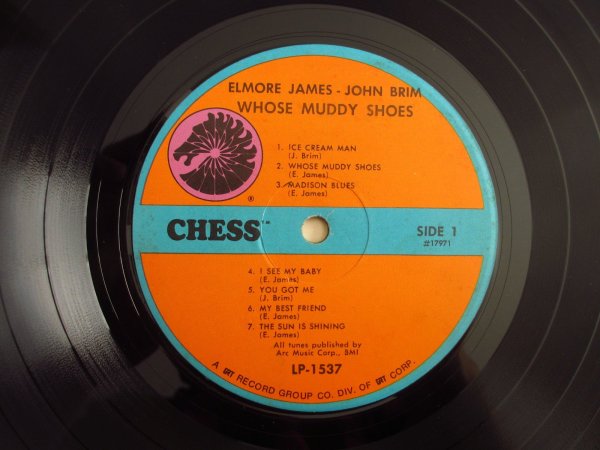 ELMORE JAMES - JOHN BRIM
WHOSE MUDDY SHOES
1. ICE CREAM MAN
(J. Brim)
2. WHOSE MUDDY SHOES
(E. James)
3. MADISON BLUES
(E. James)
®
CHESS™
SIDE 1
#17971
4. I SEE MY BABY
(E. James)
5. YOU GOT ME
(J. Brim)
6. MY BEST FRIEND
(E. James)
7. THE SUN IS SHINING
(E. James)
All tunes published by
Arc Music Corp., BMI
LP-1537
A GRT RECORD GROUP CO. DIV. OF GRT CORP.